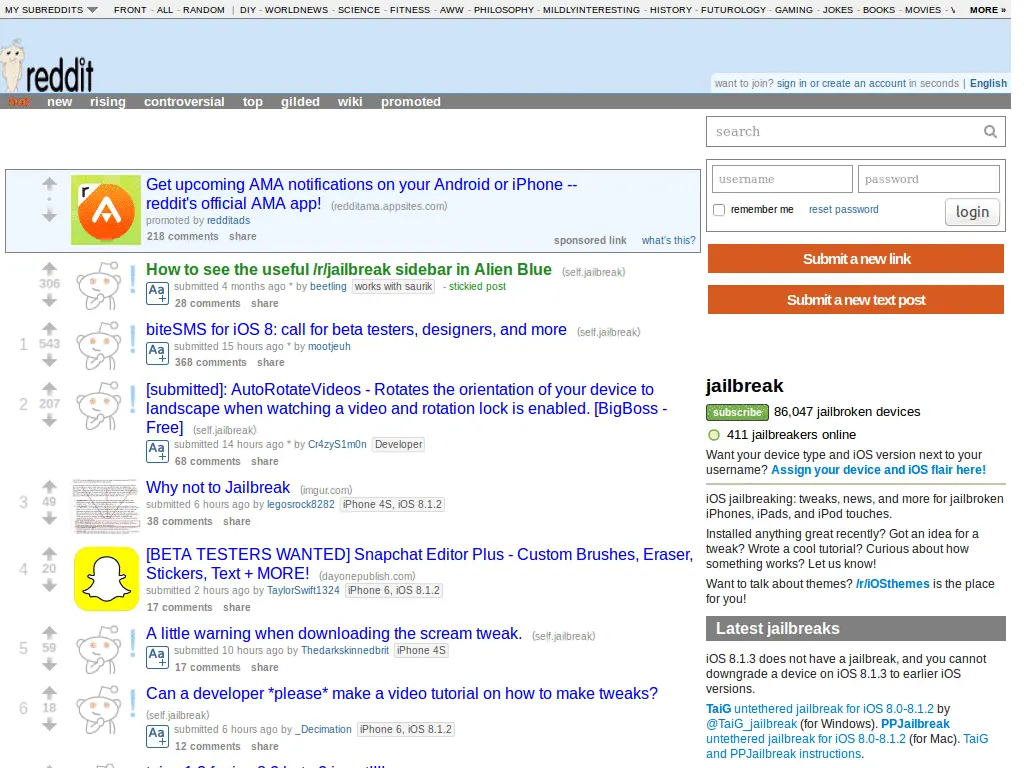 MY SUBREDDITS FRONT - ALL - RANDOM | DIY - WORLDNEWS - SCIENCE - FITNESS - AWW - PHILOSOPHY - MILDLYINTERESTING - HISTORY - FUTUROLOGY - GAMING - JOKES - BOOKS - MOVIES - MORE »
reddit
want to join? sign in or create an account in seconds | English
hot new rising controversial top gilded wiki promoted
search
username password
remember me reset password login
Submit a new link
Submit a new text post
r
Get upcoming AMA notifications on your Android or iPhone --
reddit's official AMA app! (redditama.appsites.com)
promoted by redditads
218 comments share
sponsored link what's this?
306
How to see the useful /r/jailbreak sidebar in Alien Blue (self.jailbreak)
Aa+ submitted 4 months ago * by beetling works with saurik - stickied post
28 comments share
1 543
biteSMS for iOS 8: call for beta testers, designers, and more (self.jailbreak)
Aa+ submitted 15 hours ago * by mootjeuh
368 comments share
2 207
[submitted]: AutoRotateVideos - Rotates the orientation of your device to
landscape when watching a video and rotation lock is enabled. [BigBoss -
Free] (self.jailbreak)
Aa+ submitted 14 hours ago * by Cr4zyS1m0n Developer
68 comments share
3 49
Why not to Jailbreak (imgur.com)
submitted 6 hours ago by legosrock8282 iPhone 4S, iOS 8.1.2
38 comments share
4 20
[BETA TESTERS WANTED] Snapchat Editor Plus - Custom Brushes, Eraser,
Stickers, Text + MORE! (dayonepublish.com)
submitted 2 hours ago by TaylorSwift1324 iPhone 6, iOS 8.1.2
17 comments share
5 59
A little warning when downloading the scream tweak. (self.jailbreak)
Aa+ submitted 10 hours ago by Thedarkskinnedbrit iPhone 4S
17 comments share
6 18
Can a developer *please* make a video tutorial on how to make tweaks?
(self.jailbreak)
Aa+ submitted 6 hours ago by _Decimation iPhone 6, iOS 8.1.2
12 comments share
jailbreak
subscribe 86,047 jailbroken devices
411 jailbreakers online
Want your device type and iOS version next to your
username? Assign your device and iOS flair here!
iOS jailbreaking: tweaks, news, and more for jailbroken
iPhones, iPads, and iPod touches.
Installed anything great recently? Got an idea for a
tweak? Wrote a cool tutorial? Curious about how
something works? Let us know!
Want to talk about themes? /r/iOSthemes is the place
for you!
Latest jailbreaks
iOS 8.1.3 does not have a jailbreak, and you cannot
downgrade a device on iOS 8.1.3 to earlier iOS
versions.
TaiG untethered jailbreak for iOS 8.0-8.1.2 by
@TaiG_jailbreak (for Windows). PPJailbreak
untethered jailbreak for iOS 8.0-8.1.2 (for Mac). TaiG
and PPJailbreak instructions.